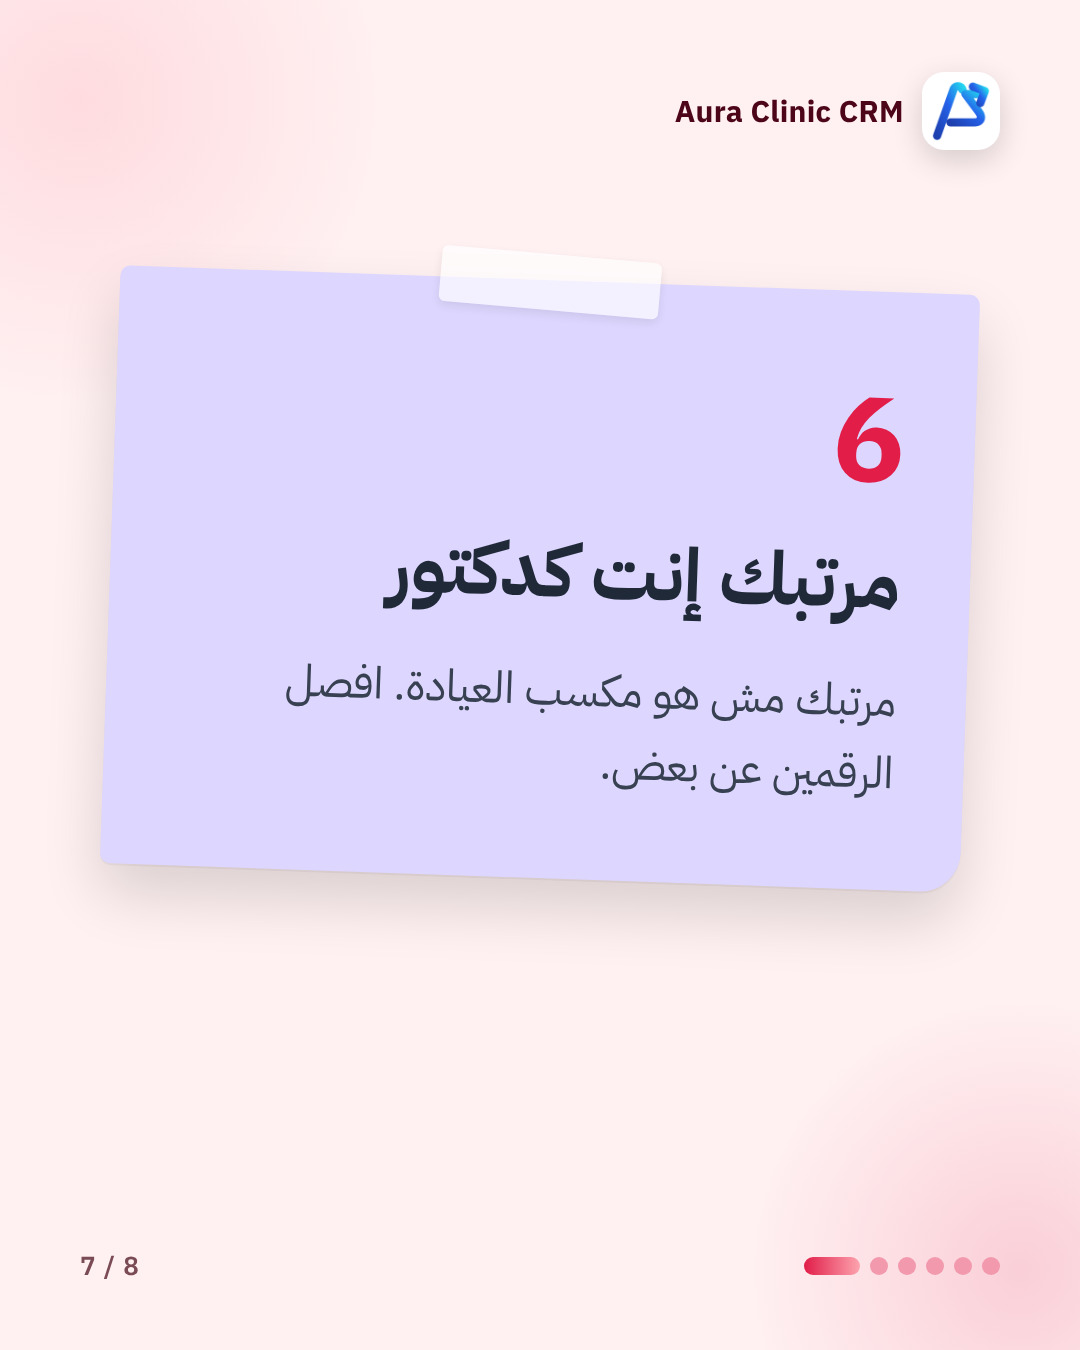 Aura Clinic CRM
6
مرتبك إنت كدكتور
مرتبك مش هو مكسب العيادة. افصل
الرقمين عن بعض.
7 / 8